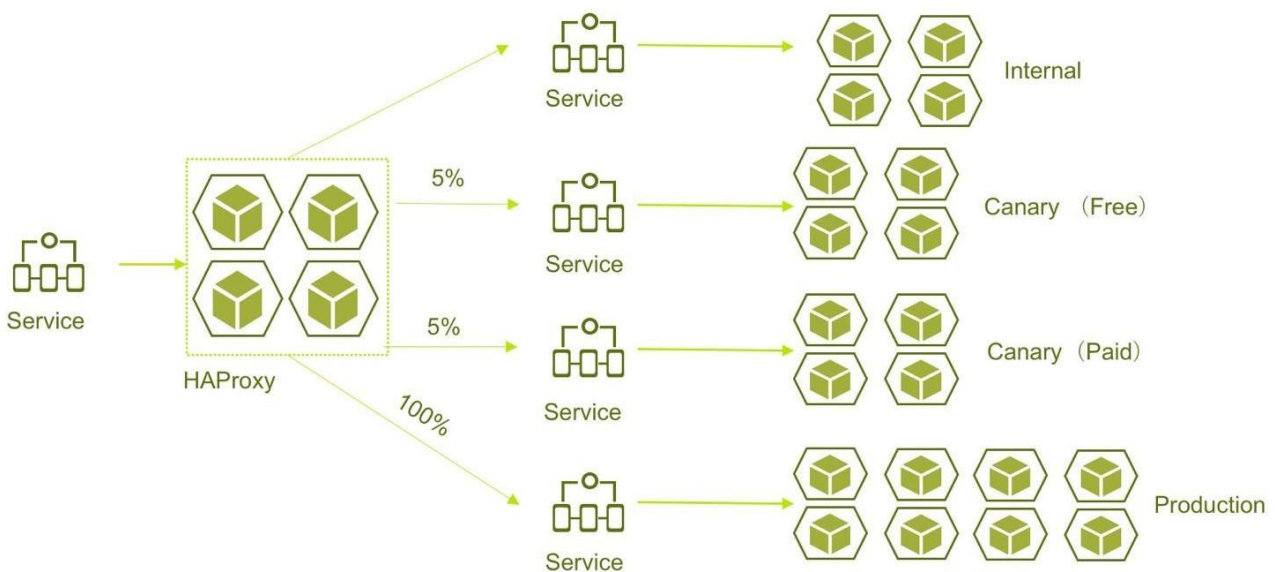 Service
Internal
5%
Service
Canary （Free）
Service
HAProxy
5%
Service
Canary（Paid）
100%
Service
Production
Service